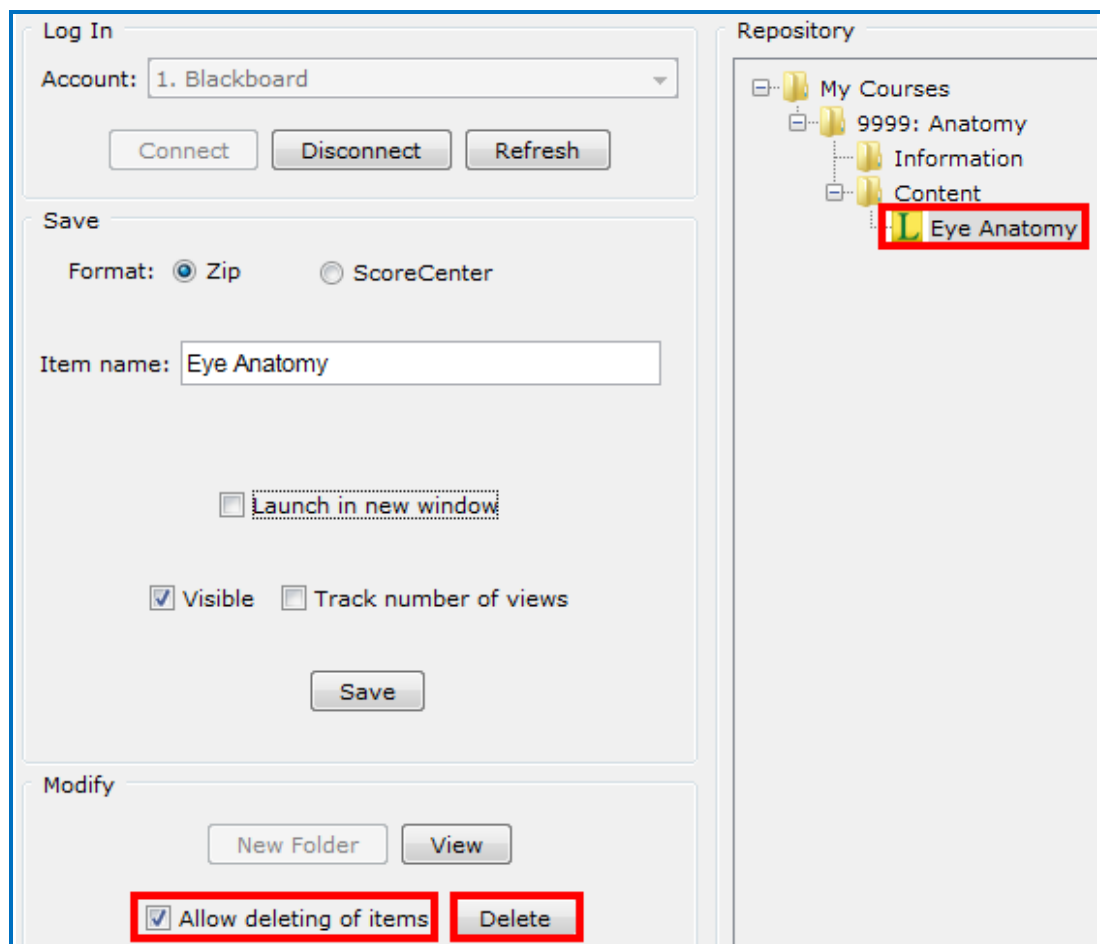 Log In
Account: 1. Blackboard
Connect Disconnect Refresh
Save
Format: Zip ScoreCenter
Item name: Eye Anatomy
Launch in new window
Visible Track number of views
Save
Modify
New Folder View
Allow deleting of items Delete
Repository
My Courses
9999: Anatomy
Information
Content
L Eye Anatomy